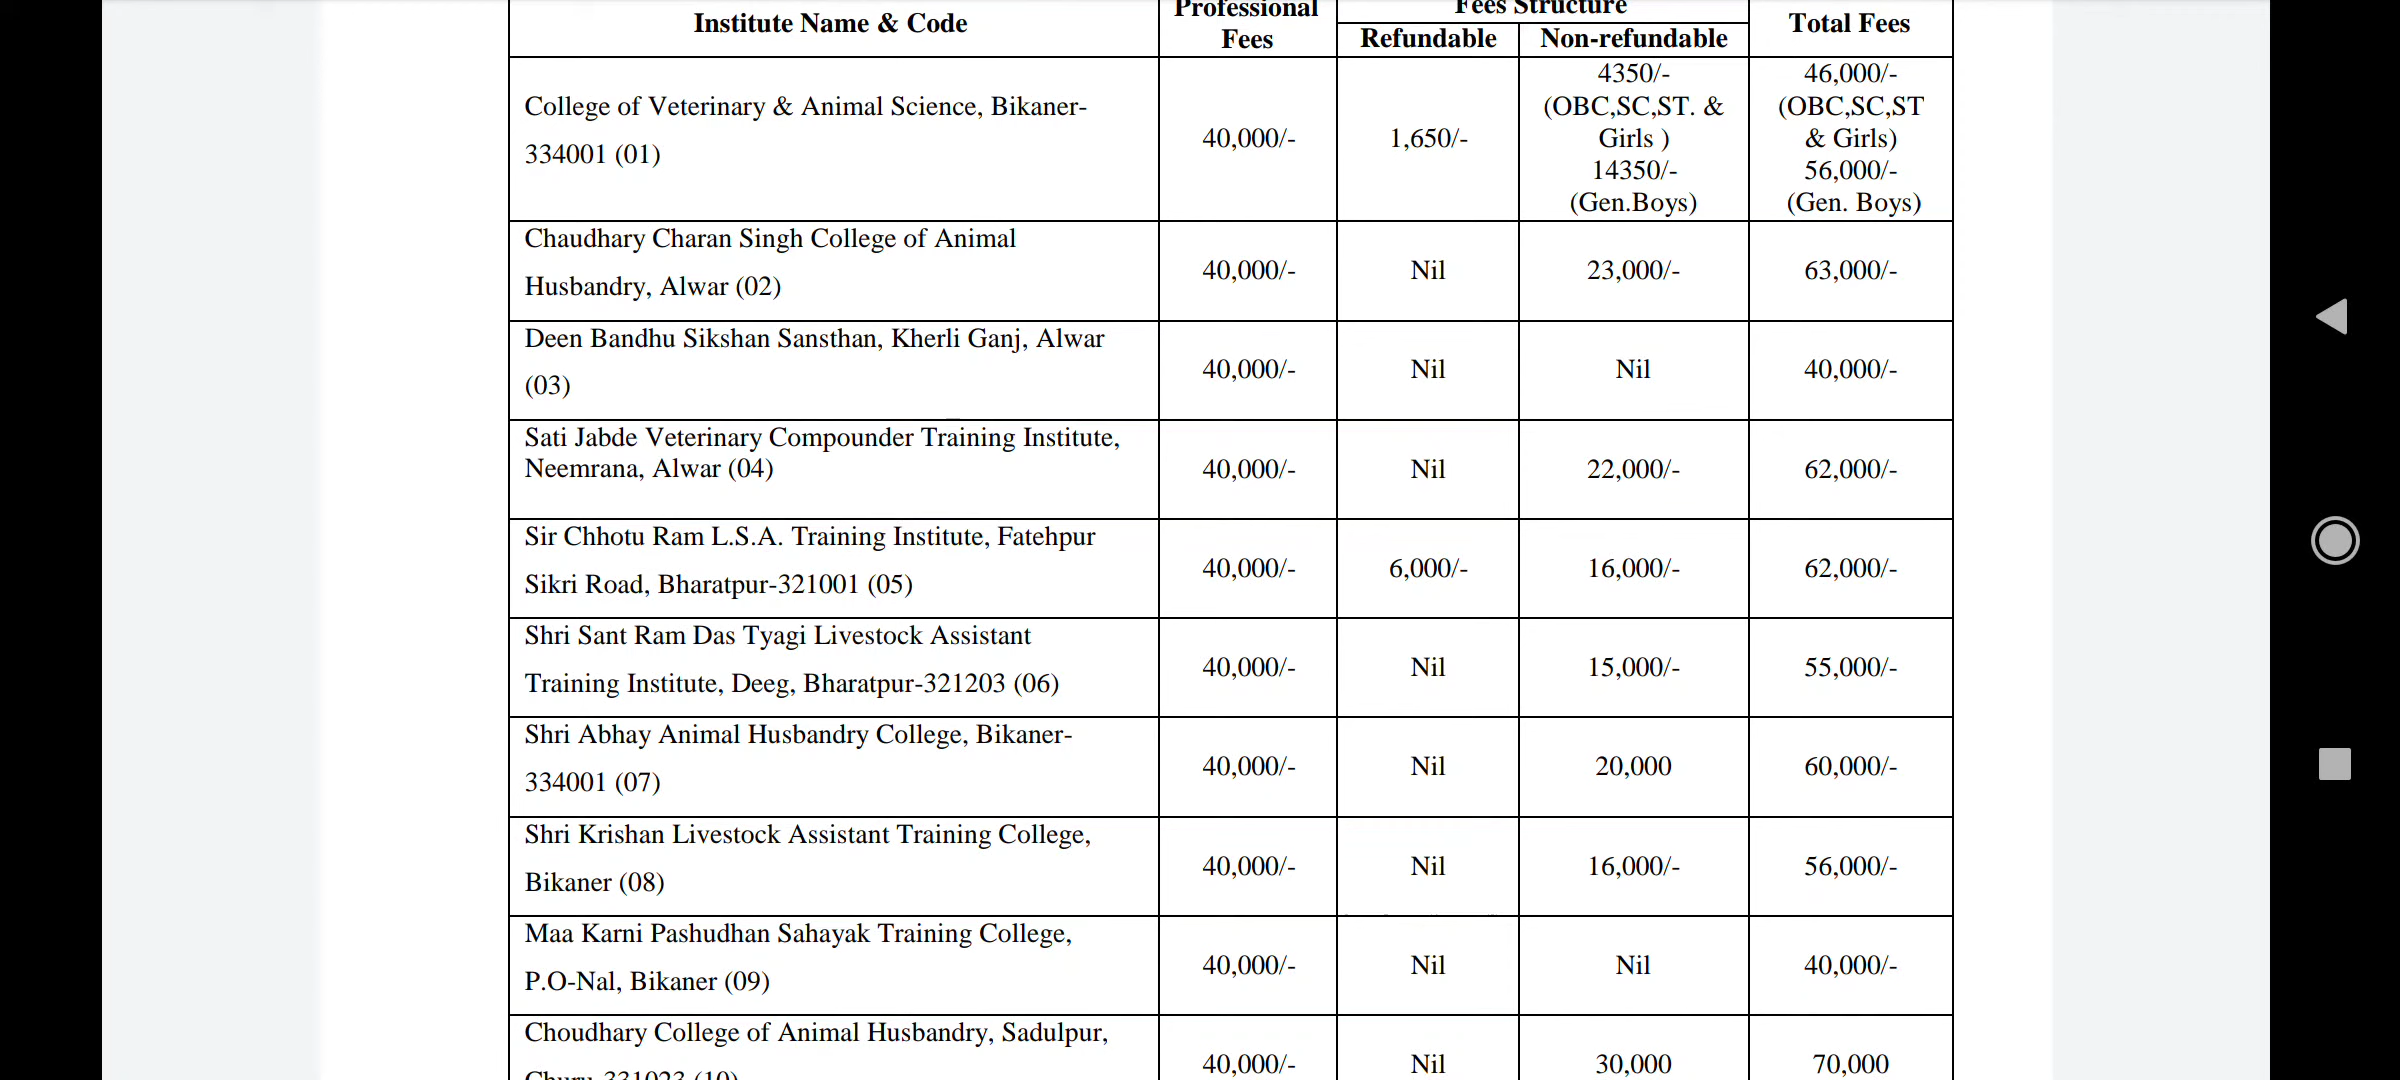 Institute Name & Code
Professional
Fees
Fees Structure
Refundable
Non-refundable
Total Fees
College of Veterinary & Animal Science, Bikaner-
334001 (01)
40,000/-
1,650/-
4350/-
(OBC,SC,ST. &
Girls )
14350/-
(Gen.Boys)
46,000/-
(OBC,SC,ST
& Girls)
56,000/-
(Gen. Boys)
Chaudhary Charan Singh College of Animal
Husbandry, Alwar (02)
40,000/-
Nil
23,000/-
63,000/-
Deen Bandhu Sikshan Sansthan, Kherli Ganj, Alwar
(03)
40,000/-
Nil
Nil
40,000/-
Sati Jabde Veterinary Compounder Training Institute,
Neemrana, Alwar (04)
40,000/-
Nil
22,000/-
62,000/-
Sir Chhotu Ram L.S.A. Training Institute, Fatehpur
Sikri Road, Bharatpur-321001 (05)
40,000/-
6,000/-
16,000/-
62,000/-
Shri Sant Ram Das Tyagi Livestock Assistant
Training Institute, Deeg, Bharatpur-321203 (06)
40,000/-
Nil
15,000/-
55,000/-
Shri Abhay Animal Husbandry College, Bikaner-
334001 (07)
40,000/-
Nil
20,000
60,000/-
Shri Krishan Livestock Assistant Training College,
Bikaner (08)
40,000/-
Nil
16,000/-
56,000/-
Maa Karni Pashudhan Sahayak Training College,
P.O-Nal, Bikaner (09)
40,000/-
Nil
Nil
40,000/-
Choudhary College of Animal Husbandry, Sadulpur,
Churu-331023 (10)
40,000/-
Nil
30,000
70,000